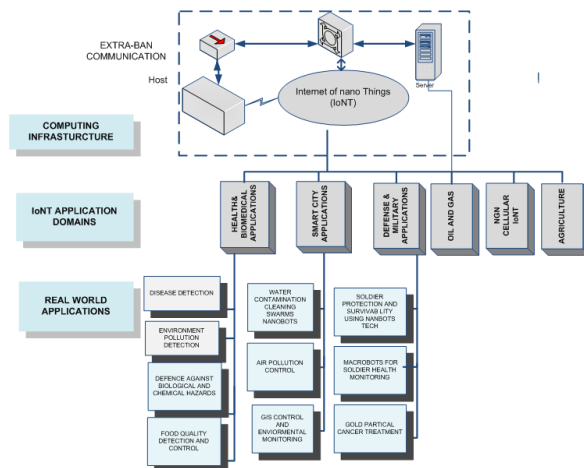 EXTRA-BAN
COMMUNICATION
Host
Server
Internet of nano Things
(IoNT)
COMPUTING
INFRASTURCTURE
IoNT APPLICATION
DOMAINS
HEALTH&
BIOMEDICAL
APPLICATIONS
SMART CITY
APPLICATIONS
DEFENSE &
MILITARY APPLICATIONS
OIL AND GAS
NGN
CELLULAR
IoNT
AGRICULTURE
REAL WORLD
APPLICATIONS
DISEASE DETECTION
ENVIRONMENT
POLLUTION
DETECTION
DEFENCE AGAINST
BIOLOGICAL AND
CHEMICAL HAZARDS
FOOD QUALITY
DETECTION AND
CONTROL
WATER
CONTAMINATION
CLEANING
SWARMS
NANOBOTS
AIR POLLUTION
CONTROL
GIS CONTROL AND
ENVIORMENTAL
MONITORING
SOLDIER
PROTECTION AND
SURVIVAB LITY
USING NANBOTS
TECH
MACROBOTS FOR
SOLDIER HEALTH
MONITORING
GOLD PARTICAL
CANCER TREATMENT